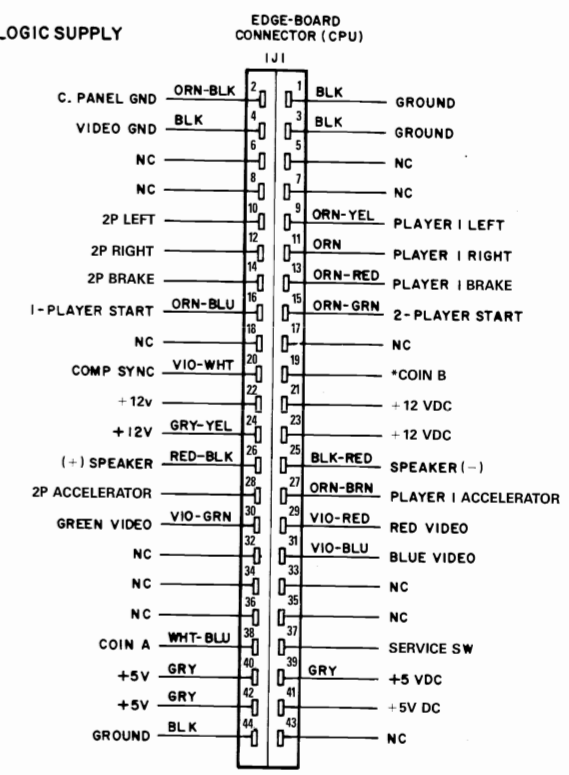 LOGIC SUPPLY
EDGE-BOARD
CONNECTOR (CPU)
1J1
C. PANEL GND ORN-BLK 2 1 BLK GROUND
VIDEO GND BLK 4 3 BLK GROUND
NC 6 5 NC
NC 8 7 NC
2P LEFT 10 9 ORN-YEL PLAYER 1 LEFT
2P RIGHT 12 11 ORN PLAYER 1 RIGHT
2P BRAKE 14 13 ORN-RED PLAYER 1 BRAKE
1-PLAYER START ORN-BLU 16 15 ORN-GRN 2-PLAYER START
NC 18 17 NC
COMP SYNC VIO-WHT 20 19 *COIN B
+12v 22 21 +12 VDC
+12V GRY-YEL 24 23 +12 VDC
(+) SPEAKER RED-BLK 26 25 BLK-RED SPEAKER (-)
2P ACCELERATOR 28 27 ORN-BRN PLAYER 1 ACCELERATOR
GREEN VIDEO VIO-GRN 30 29 VIO-RED RED VIDEO
NC 32 31 VIO-BLU BLUE VIDEO
NC 34 33 NC
NC 36 35 NC
COIN A WHT-BLU 38 37 SERVICE SW
+5V GRY 40 39 GRY +5 VDC
+5V GRY 42 41 +5V DC
GROUND BLK 44 43 NC